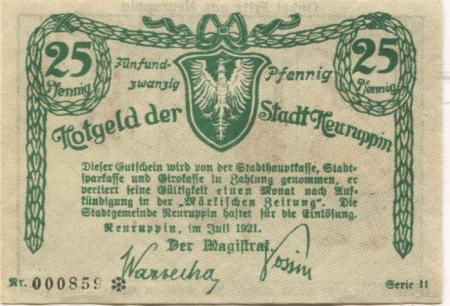 25 Pfennig
Fünfundzwanzig Pfennig
25 Pfennig
Notgeld der Stadt Neuruppin
Dieser Gutschein wird von der Stadthauptkasse, Stadt-
sparkasse und Girokasse in Zahlung genommen, er
verliert seine Gültigkeit einen Monat nach Auf-
kündigung in der „Märkischen Zeitung“. Die
Stadtgemeinde Neuruppin haftet für die Einlösung.
Neuruppin, im Juli 1921.
Der Magistrat
Warzecha
Nr. 000859 ✻
Serie II